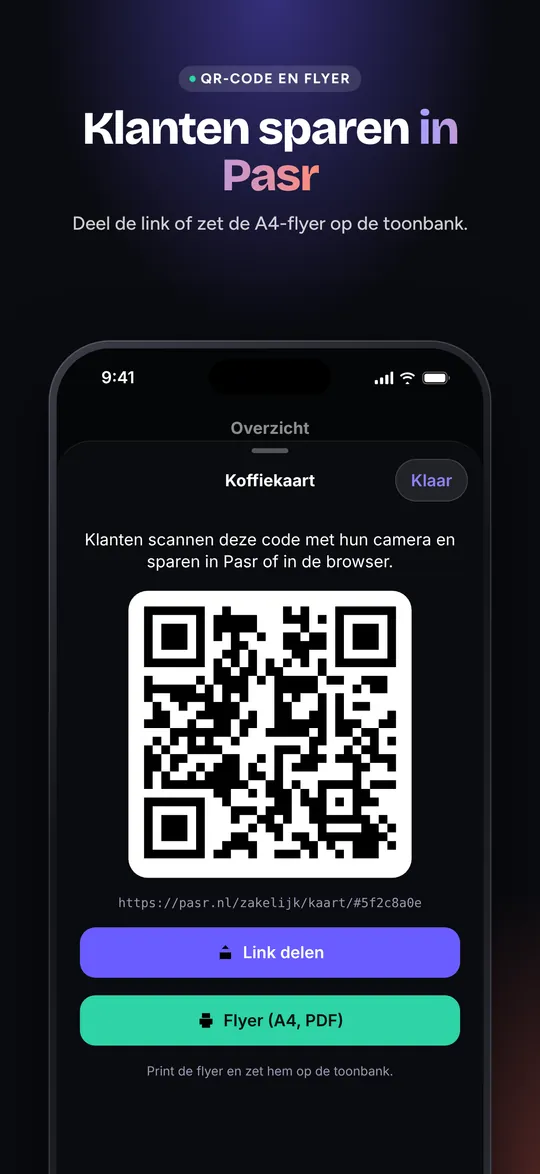 QR-CODE EN FLYER
Klanten sparen in
Pasr
Deel de link of zet de A4-flyer op de toonbank.
9:41
Overzicht
Koffiekaart
Klaar
Klanten scannen deze code met hun camera en
sparen in Pasr of in de browser.
https://pasr.nl/zakelijk/kaart/#5f2c8a0e
Link delen
Flyer (A4, PDF)
Print de flyer en zet hem op de toonbank.